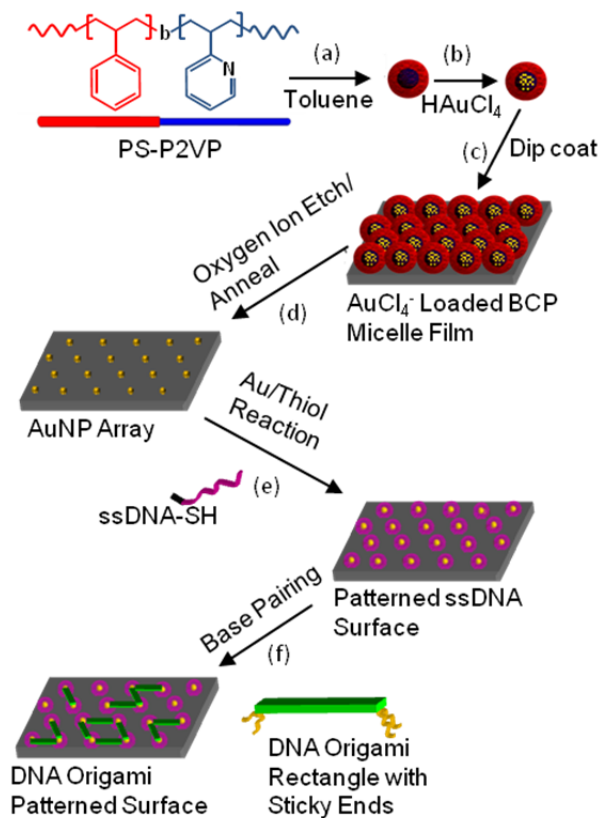 b
N
PS-P2VP
(a)
Toluene
(b)
HAuCl4
(c)
Dip coat
AuCl4- Loaded BCP
Micelle Film
Oxygen Ion Etch/
Anneal
(d)
AuNP Array
Au/Thiol
Reaction
(e)
ssDNA-SH
Patterned ssDNA
Surface
Base Pairing
(f)
DNA Origami
Patterned Surface
DNA Origami
Rectangle with
Sticky Ends